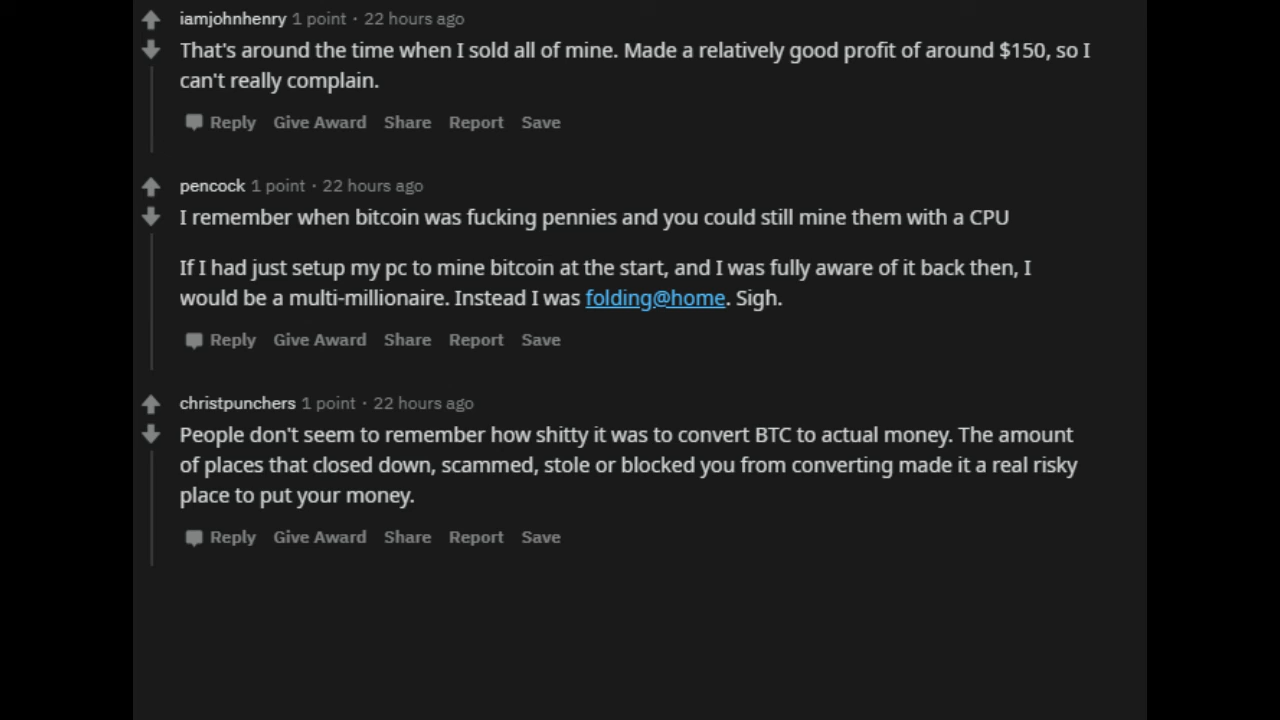 iamjohnhenry 1 point · 22 hours ago
That's around the time when I sold all of mine. Made a relatively good profit of around $150, so I
can't really complain.
Reply Give Award Share Report Save
pencock 1 point · 22 hours ago
I remember when bitcoin was fucking pennies and you could still mine them with a CPU
If I had just setup my pc to mine bitcoin at the start, and I was fully aware of it back then, I
would be a multi-millionaire. Instead I was folding@home. Sigh.
Reply Give Award Share Report Save
christpunchers 1 point · 22 hours ago
People don't seem to remember how shitty it was to convert BTC to actual money. The amount
of places that closed down, scammed, stole or blocked you from converting made it a real risky
place to put your money.
Reply Give Award Share Report Save